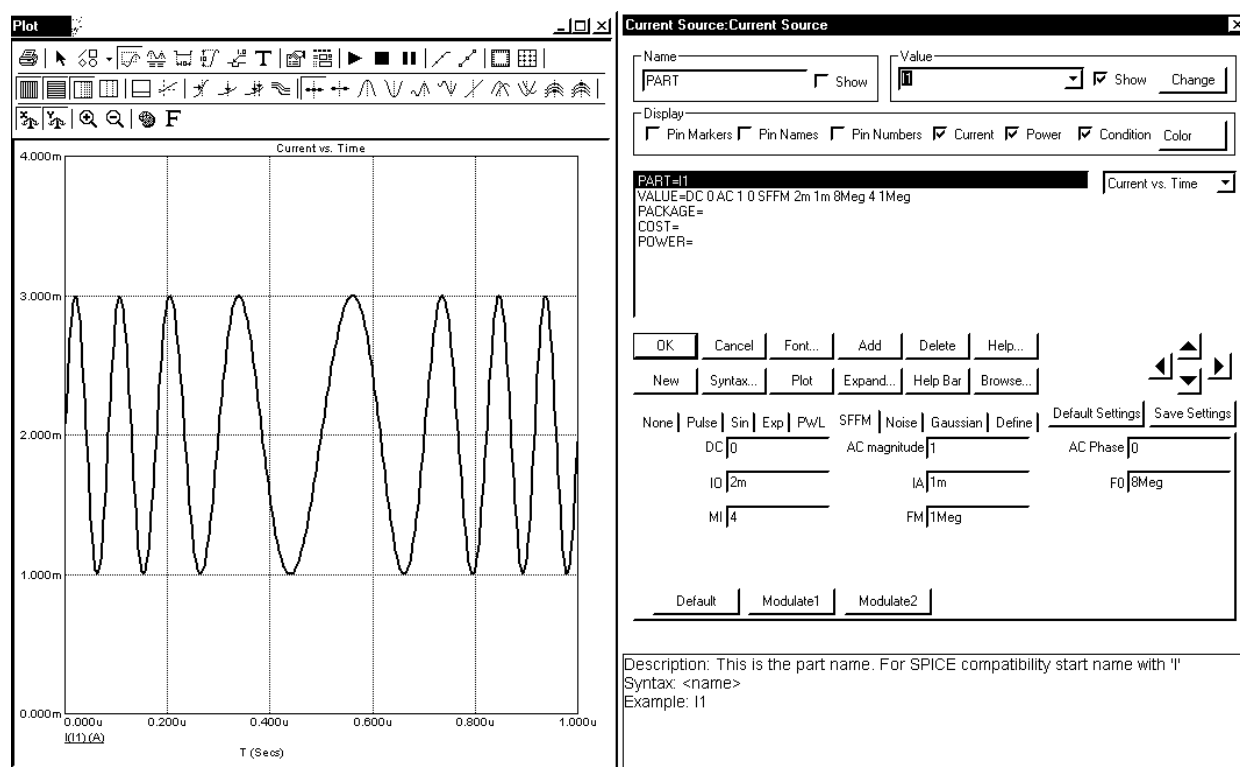 Plot
T
F
Current vs. Time
4.000m
3.000m
2.000m
1.000m
0.000m
0.000u 0.200u 0.400u 0.600u 0.800u 1.000u
I(I1) (A)
T (Secs)
Current Source:Current Source
Name
PART
Show
Value
I1
Show
Change
Display
Pin Markers Pin Names Pin Numbers Current Power Condition Color
PART=I1
VALUE=DC 0 AC 1 0 SFFM 2m 1m 8Meg 4 1Meg
PACKAGE=
COST=
POWER=
Current vs. Time
OK Cancel Font... Add Delete Help...
New Syntax... Plot Expand... Help Bar Browse...
None Pulse Sin Exp PWL SFFM Noise Gaussian Define
Default Settings Save Settings
DC 0 AC magnitude 1 AC Phase 0
IO 2m IA 1m F0 8Meg
MI 4 FM 1Meg
Default Modulate1 Modulate2
Description: This is the part name. For SPICE compatibility start name with 'I'
Syntax: <name>
Example: I1